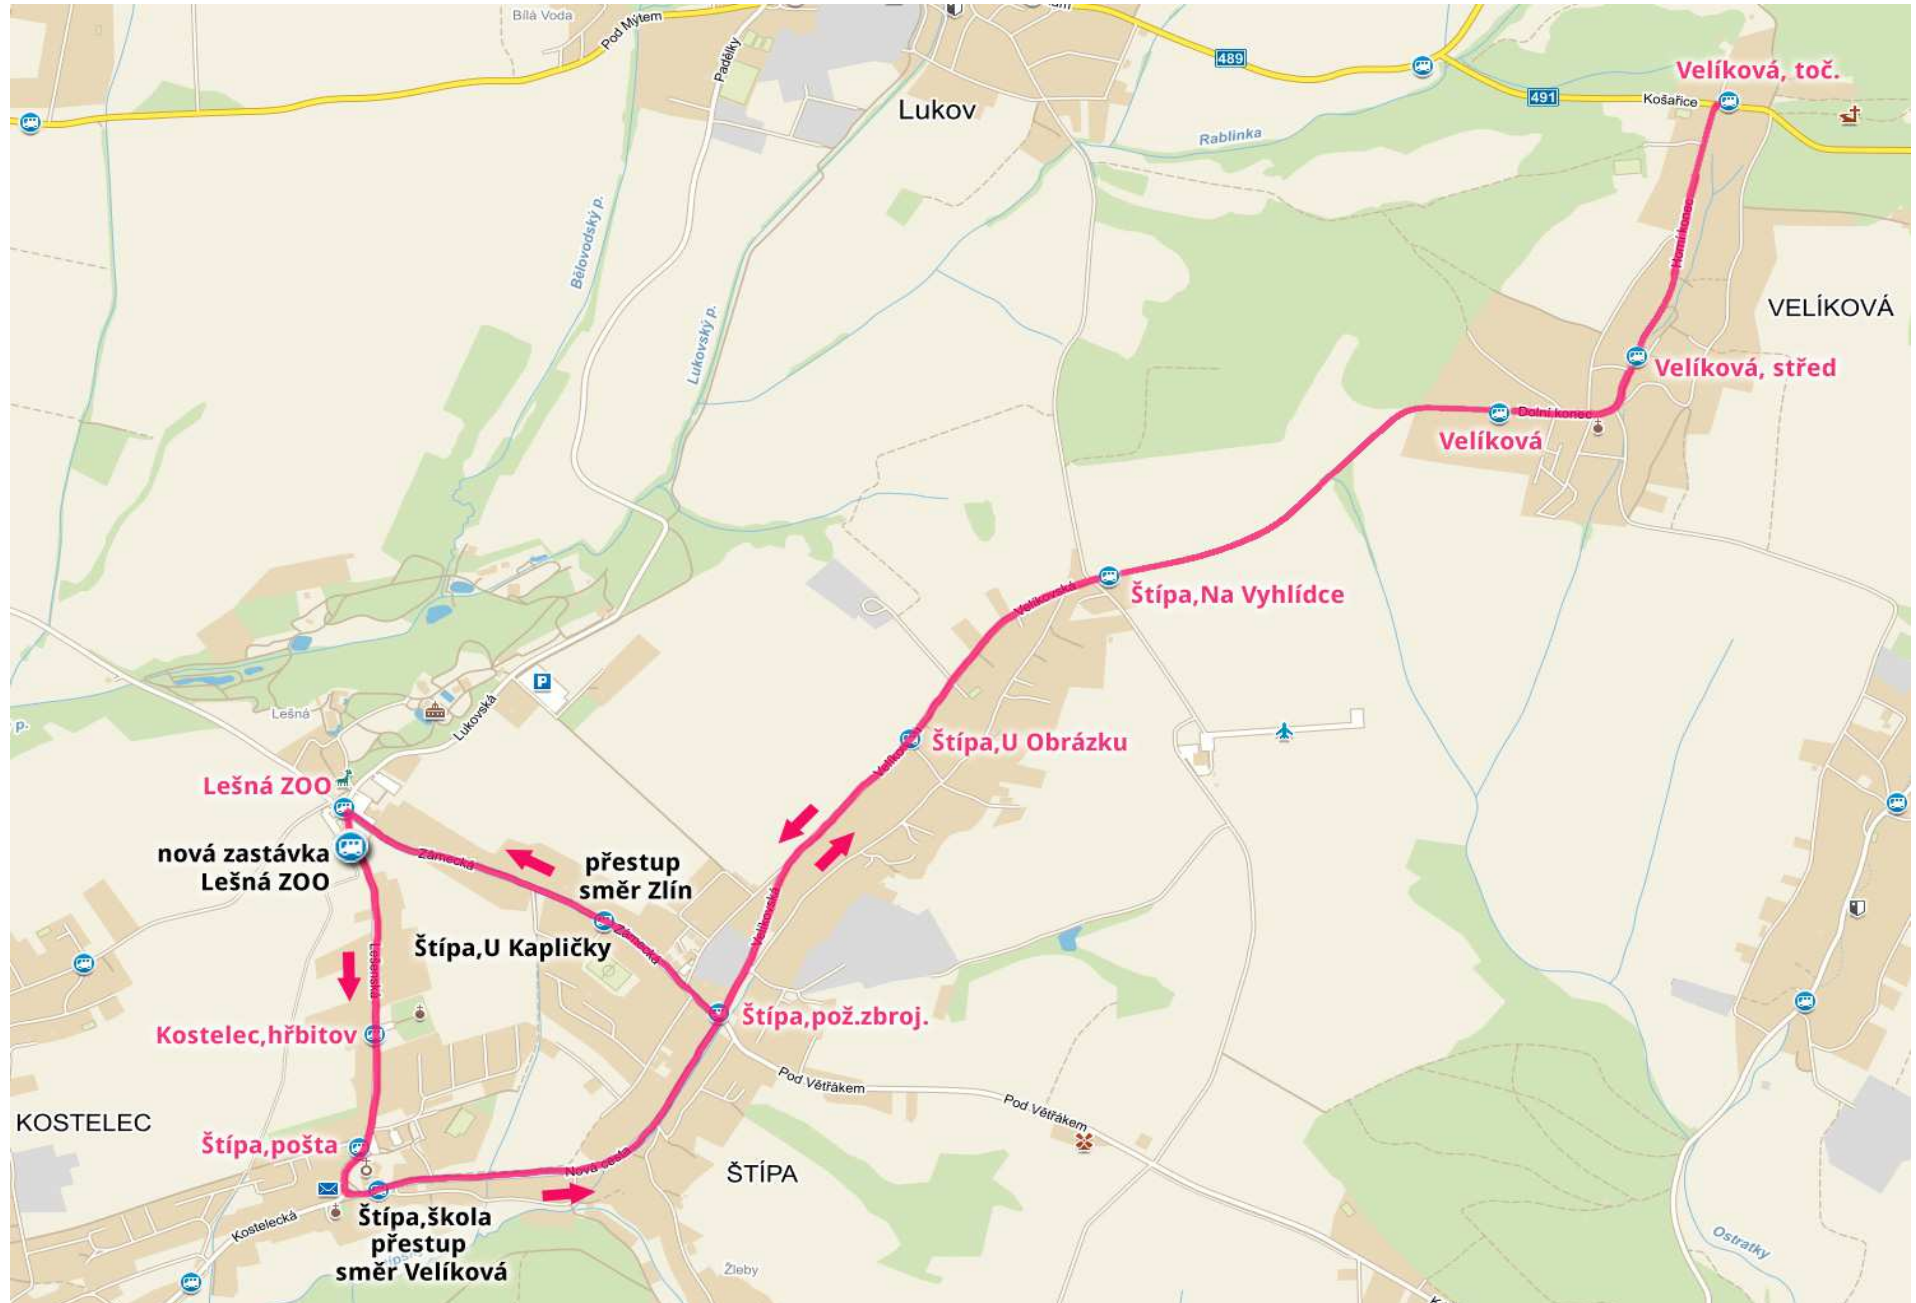 Bílá Voda
Pod Mýtem
Padělky
489
Velíková, toč.
491
Košařice
Lukov
Rablinka
Bělovodský p.
Horní konec
VELÍKOVÁ
Lukovský p.
Velíková, střed
Dolní konec
Velíková
Štípa,Na Vyhlídce
Velíkovská
P
Lešná
Lukovská
p.
Štípa,U Obrázku
Lešná ZOO
nová zastávka
Lešná ZOO
Zámecká
přestup
směr Zlín
Velíkovská
Štípa,U Kapličky
Zámecká
Lešenská
Štípa,pož.zbroj.
Kostelec,hřbitov
Pod Větřákem
Pod Větřákem
KOSTELEC
Štípa,pošta
Nová cesta
ŠTÍPA
Kostelecká
Štípa,škola
přestup
směr Velíková
Žleby
Ostratky